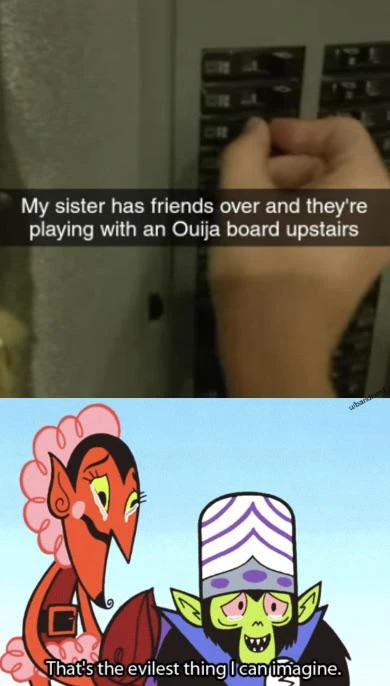 My sister has friends over and they're
playing with an Ouija board upstairs
That's the evilest thing I can imagine.